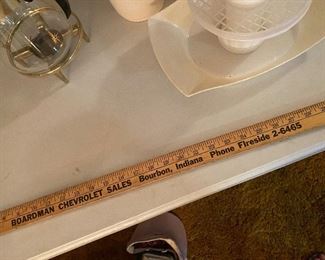 BOARDMAN CHEVROLET SALES Bourbon, Indiana Phone Fireside 2-6465